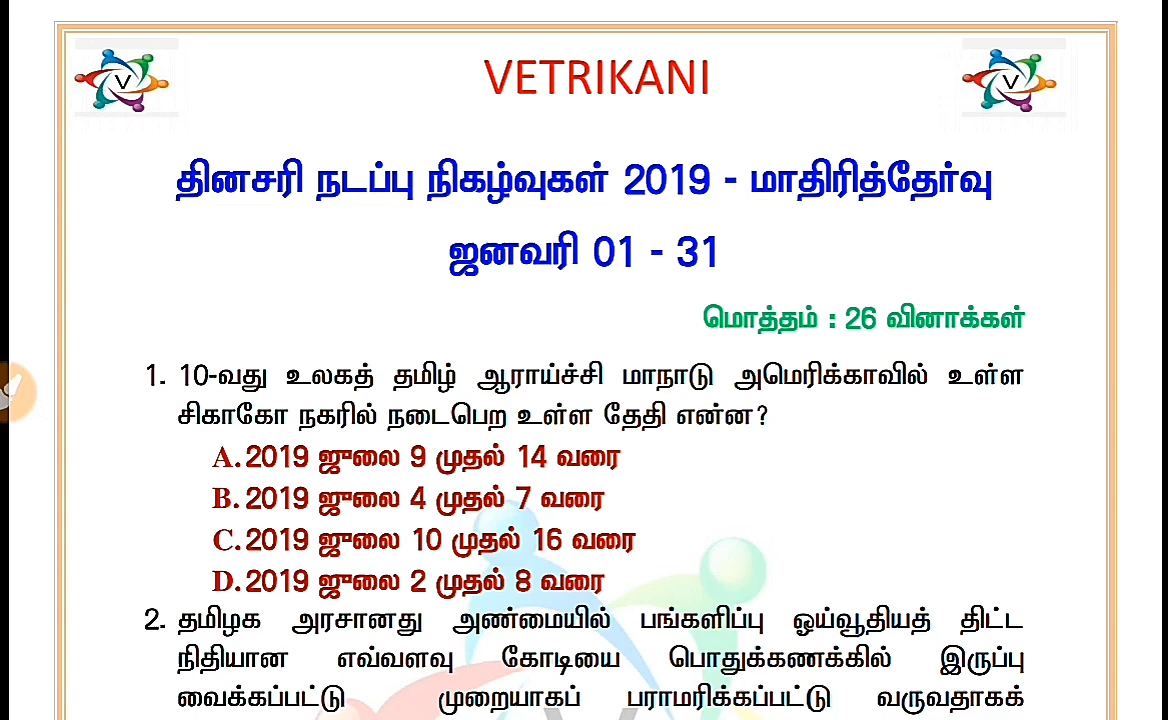 VETRIKANI
தினசரி நடப்பு நிகழ்வுகள் 2019 - மாதிரித்தேர்வு
ஜனவரி 01 - 31
மொத்தம் : 26 வினாக்கள்
1. 10-வது உலகத் தமிழ் ஆராய்ச்சி மாநாடு அமெரிக்காவில் உள்ள
சிகாகோ நகரில் நடைபெற உள்ள தேதி என்ன?
A. 2019 ஜுலை 9 முதல் 14 வரை
B. 2019 ஜுலை 4 முதல் 7 வரை
C. 2019 ஜுலை 10 முதல் 16 வரை
D. 2019 ஜுலை 2 முதல் 8 வரை
2. தமிழக அரசானது அண்மையில் பங்களிப்பு ஓய்வூதியத் திட்ட
நிதியான எவ்வளவு கோடியை பொதுக்கணக்கில் இருப்பு
வைக்கப்பட்டு முறையாகப் பராமரிக்கப்பட்டு வருவதாகக்